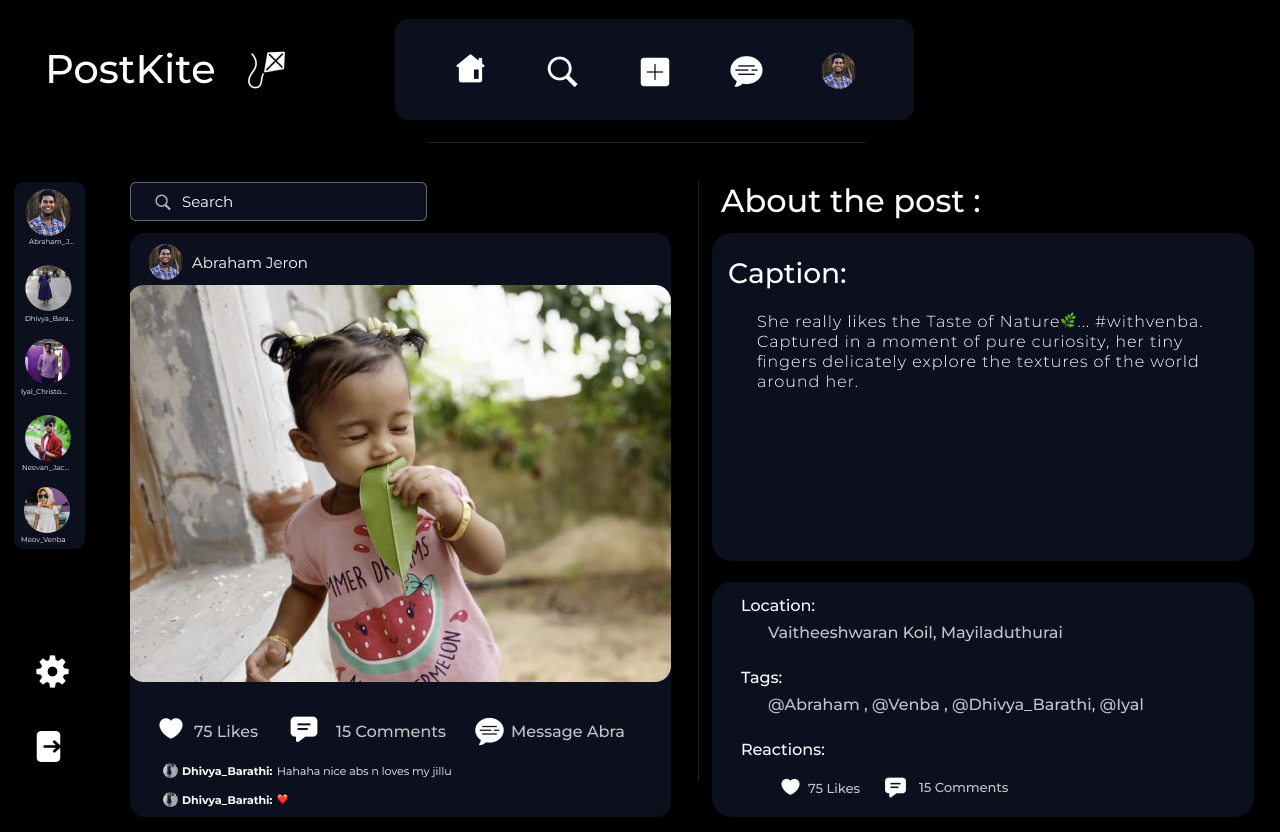 PostKite
Abraham_J...
Dhivya_Bara...
Iyal_Christo...
Neevan_Jac...
Meov_Venba
Search
Abraham Jeron
MMER DREAMS
WATERMELON
75 Likes
15 Comments
Message Abra
Dhivya_Barathi: Hahaha nice abs n loves my jillu
Dhivya_Barathi: ❤️
About the post :
Caption:
She really likes the Taste of Nature🌿... #withvenba.
Captured in a moment of pure curiosity, her tiny
fingers delicately explore the textures of the world
around her.
Location:
Vaitheeshwaran Koil, Mayiladuthurai
Tags:
@Abraham , @Venba , @Dhivya_Barathi, @Iyal
Reactions:
75 Likes
15 Comments